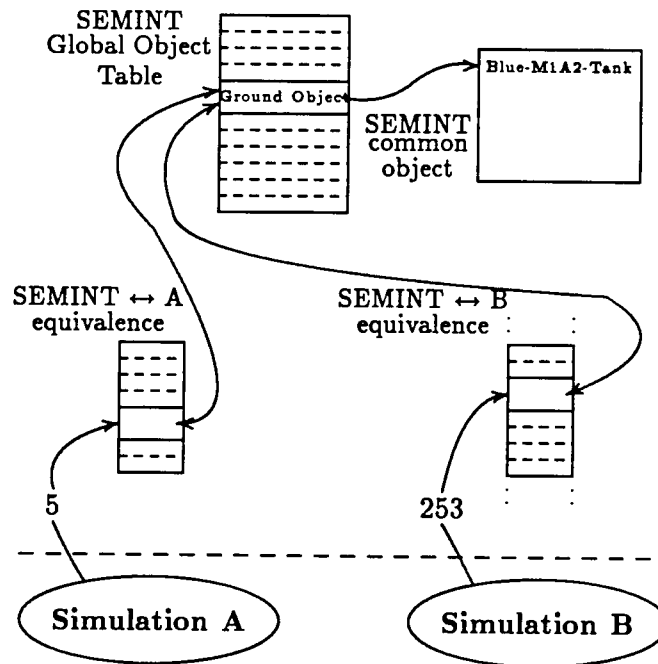 SEMINT
Global Object
Table
Ground Objec
Blue-M1A2-Tank
SEMINT
common
object
SEMINT ↔ A
equivalence
SEMINT ↔ B
equivalence
5
253
Simulation A
Simulation B